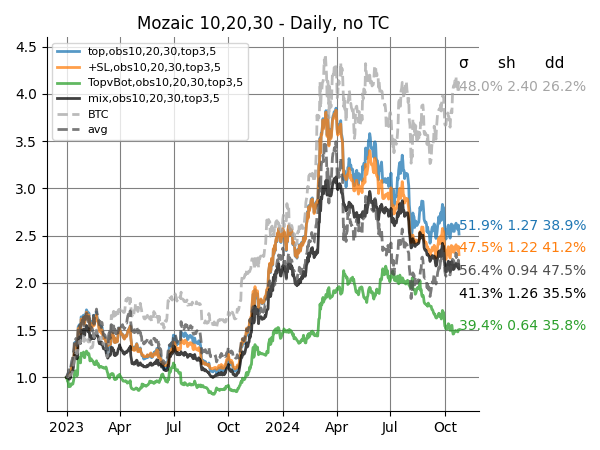 Mozaic 10,20,30 - Daily, no TC
4.5
4.0
3.5
3.0
2.5
2.0
1.5
1.0
top,obs10,20,30,top3,5
+SL,obs10,20,30,top3,5
TopvBot,obs10,20,30,top3,5
mix,obs10,20,30,top3,5
BTC
avg
σ sh dd
48.0% 2.40 26.2%
51.9% 1.27 38.9%
47.5% 1.22 41.2%
56.4% 0.94 47.5%
41.3% 1.26 35.5%
39.4% 0.64 35.8%
2023 Apr Jul Oct 2024 Apr Jul Oct